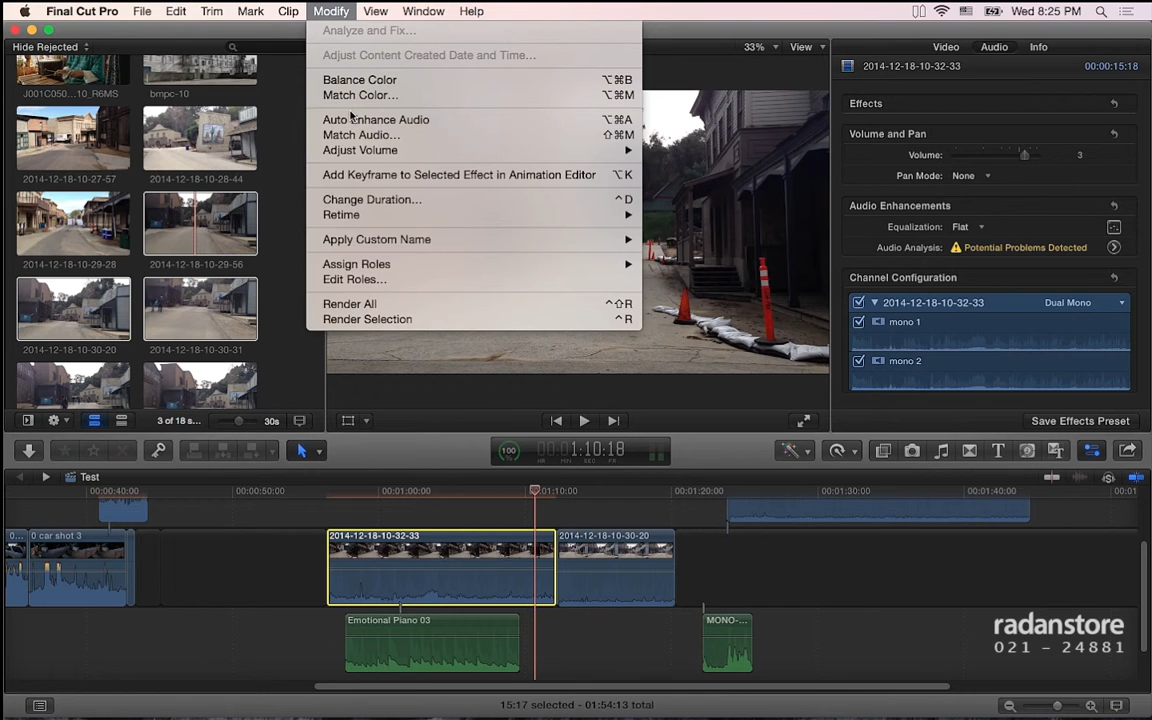 Final Cut Pro File Edit Trim Mark Clip Modify View Window Help Wed 8:25 PM
Hide Rejected
33% View
Video Audio Info
Analyze and Fix...
Adjust Content Created Date and Time...
Balance Color ⌥⌘B
Match Color... ⌥⌘M
Auto Enhance Audio ⌥⌘A
Match Audio... ⇧⌘M
Adjust Volume
Add Keyframe to Selected Effect in Animation Editor ⌥K
Change Duration... ^D
Retime
Apply Custom Name
Assign Roles
Edit Roles...
Render All ^⇧R
Render Selection ^R
J001C050...10_R6MS bmpc-10
2014-12-18-10-27-57 2014-12-18-10-28-44
2014-12-18-10-29-28 2014-12-18-10-29-56
2014-12-18-10-30-20 2014-12-18-10-30-31
3 of 18 s... 30s
2014-12-18-10-32-33 00:00:15:18
Effects
Volume and Pan
Volume: 3
Pan Mode: None
Audio Enhancements
Equalization: Flat
Audio Analysis: Potential Problems Detected
Channel Configuration
2014-12-18-10-32-33 Dual Mono
mono 1
mono 2
Save Effects Preset
100 1:10:18
HR MIN SEC FR
Test
00:00:40:00 00:00:50:00 00:01:00:00 00:01:10:00 00:01:20:00 00:01:30:00 00:01:40:00
0... 0 car shot 3 2014-12-18-10-32-33 2014-12-18-10-30-20
Emotional Piano 03 MONO-...
radanstore
021 – 24881
15:17 selected - 01:54:13 total